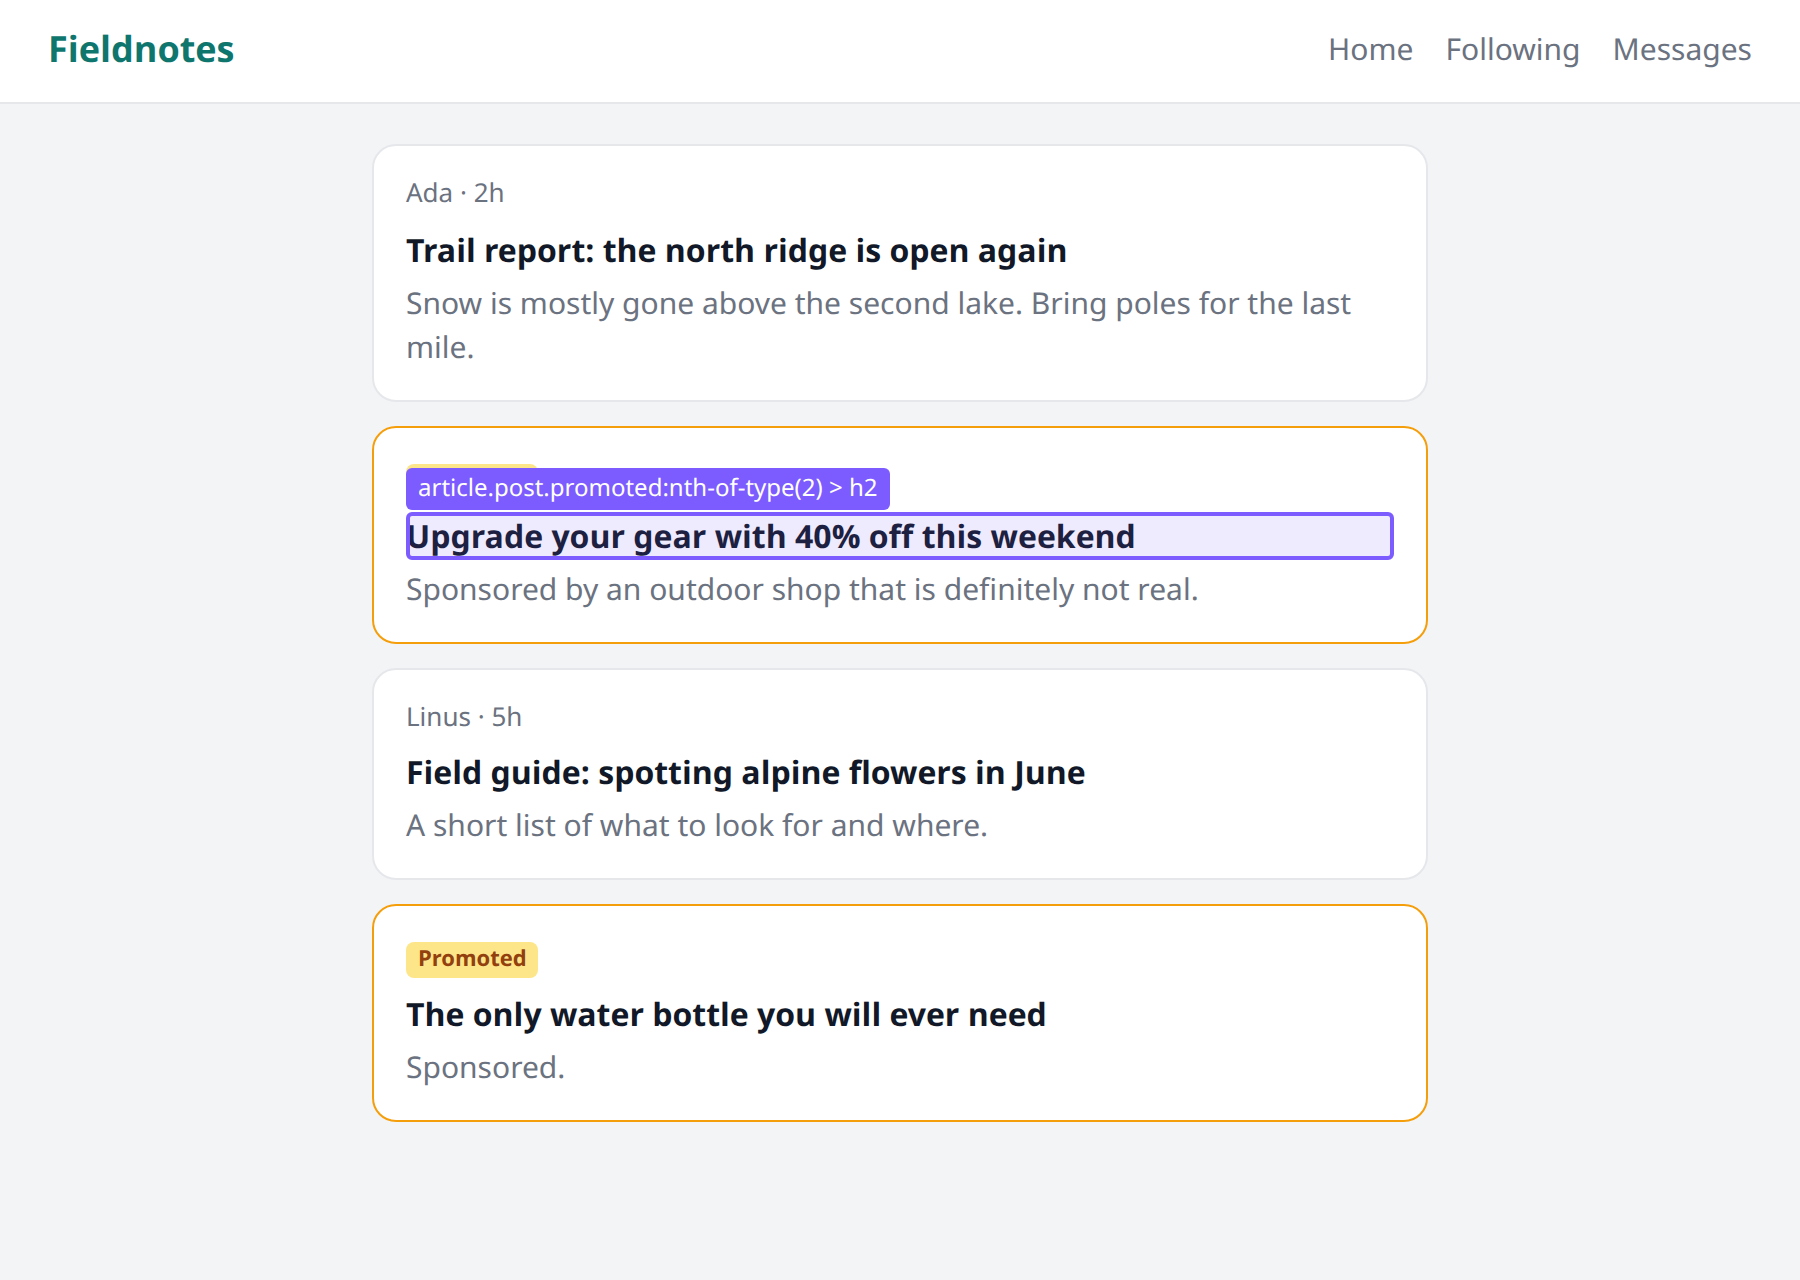 Fieldnotes
Home Following Messages
Ada · 2h
Trail report: the north ridge is open again
Snow is mostly gone above the second lake. Bring poles for the last
mile.
article.post.promoted:nth-of-type(2) > h2
Upgrade your gear with 40% off this weekend
Sponsored by an outdoor shop that is definitely not real.
Linus · 5h
Field guide: spotting alpine flowers in June
A short list of what to look for and where.
Promoted
The only water bottle you will ever need
Sponsored.